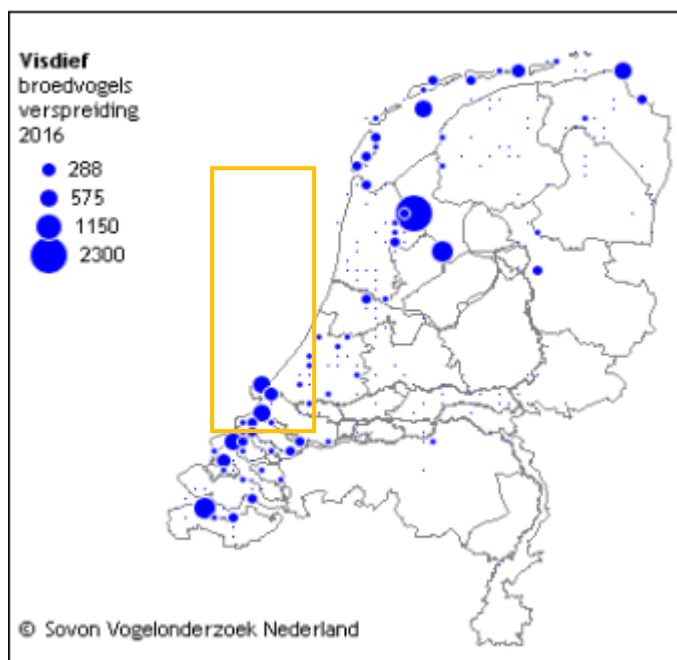 Visdief
broedvogels
verspreiding
2016
288
575
1150
2300
© Sovon Vogelonderzoek Nederland